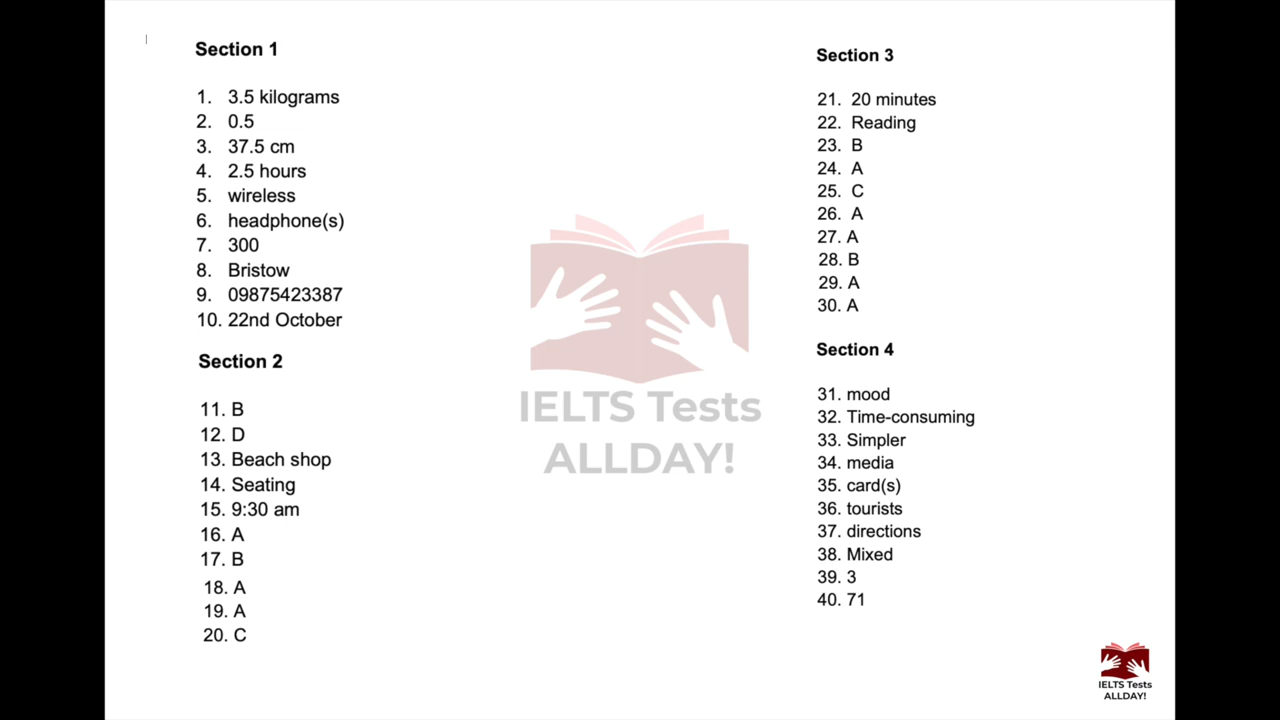 Section 1
1. 3.5 kilograms
2. 0.5
3. 37.5 cm
4. 2.5 hours
5. wireless
6. headphone(s)
7. 300
8. Bristow
9. 09875423387
10. 22nd October
Section 2
11. B
12. D
13. Beach shop
14. Seating
15. 9:30 am
16. A
17. B
18. A
19. A
20. C
Section 3
21. 20 minutes
22. Reading
23. B
24. A
25. C
26. A
27. A
28. B
29. A
30. A
Section 4
31. mood
32. Time-consuming
33. Simpler
34. media
35. card(s)
36. tourists
37. directions
38. Mixed
39. 3
40. 71
IELTS Tests
ALLDAY!
IELTS Tests
ALLDAY!